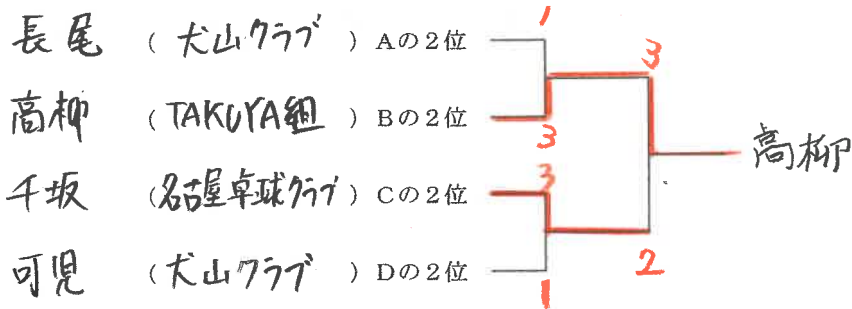 長尾 (犬山クラブ) Aの2位 1
高柳 (TAKUYA組) Bの2位 3
千坂 (名古屋卓球クラブ) Cの2位 3
可児 (犬山クラブ) Dの2位 1
3
2
高柳